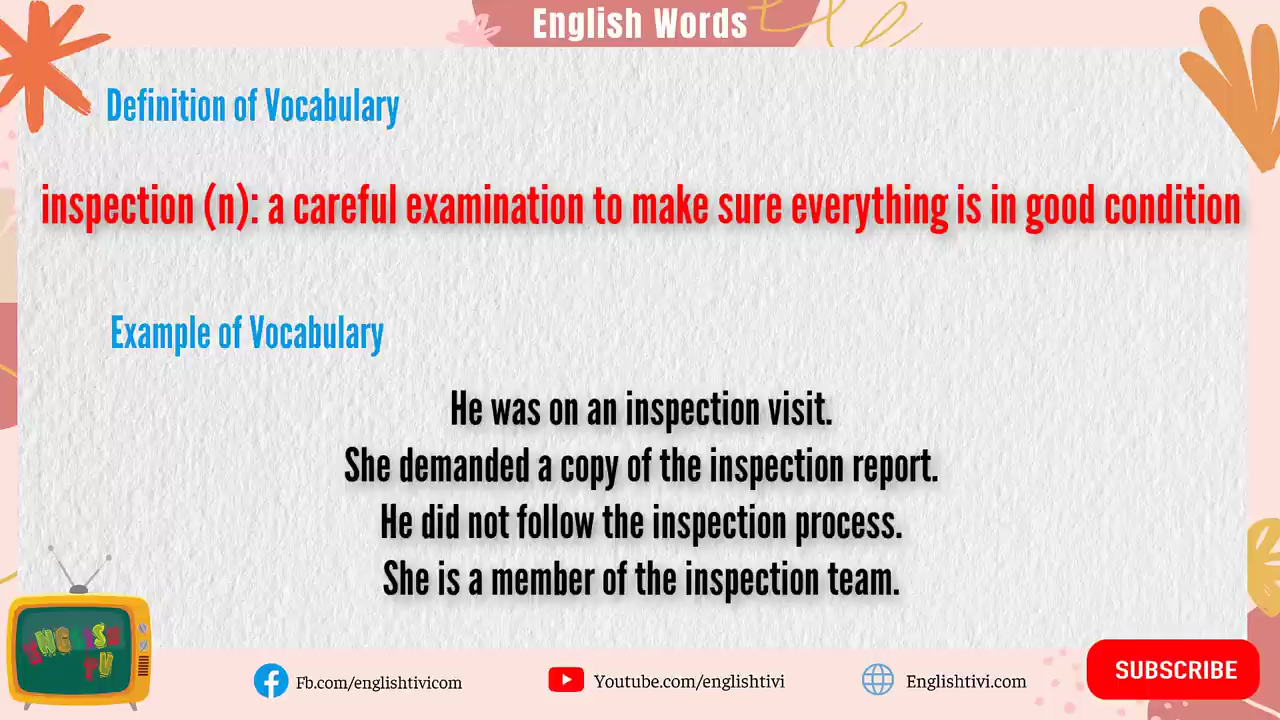 English Words
Definition of Vocabulary
inspection (n): a careful examination to make sure everything is in good condition
Example of Vocabulary
He was on an inspection visit.
She demanded a copy of the inspection report.
He did not follow the inspection process.
She is a member of the inspection team.
ENGLISH
TV
Fb.com/englishtivicom
Youtube.com/englishtivi
Englishtivi.com
SUBSCRIBE